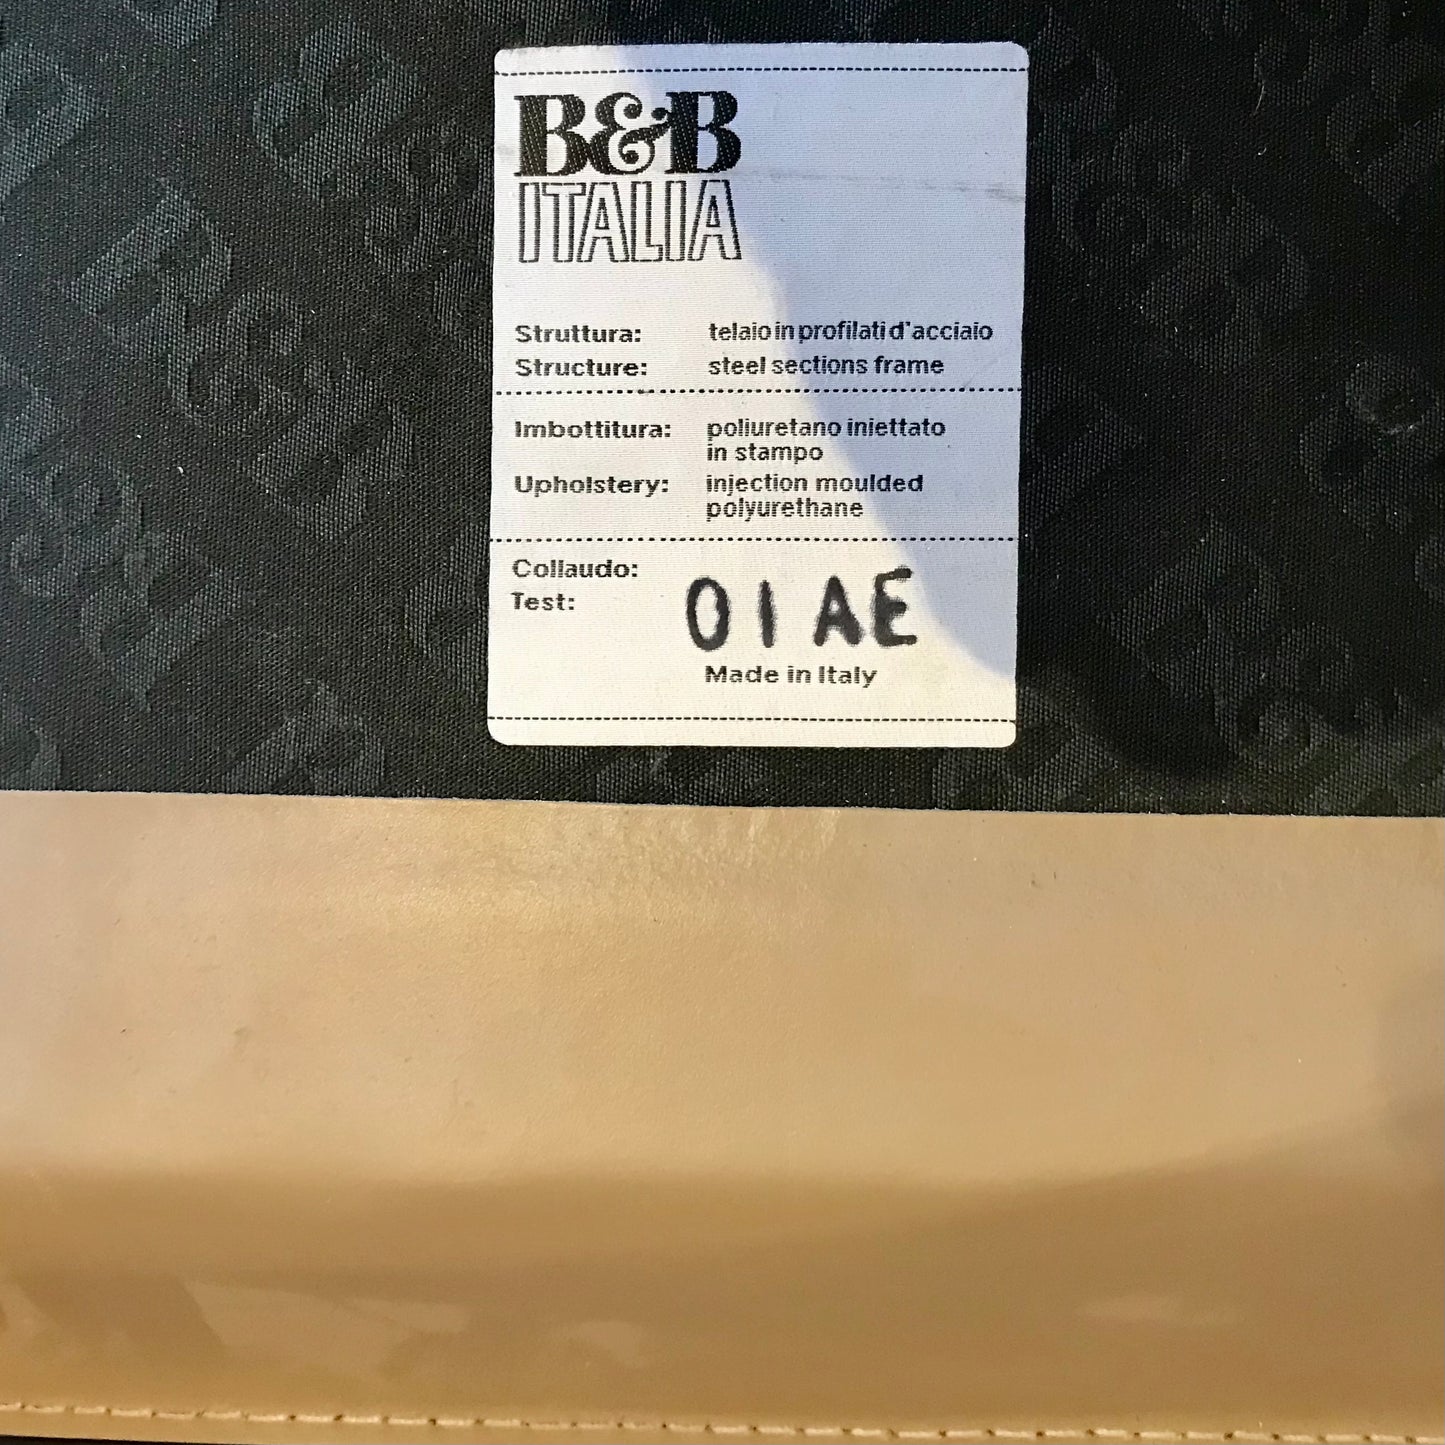 B&B
ITALIA
Struttura: telaio in profilati d'acciaio
Structure: steel sections frame
Imbottitura: poliuretano iniettato
in stampo
Upholstery: injection moulded
polyurethane
Collaudo:
Test: 01 AE
Made in Italy